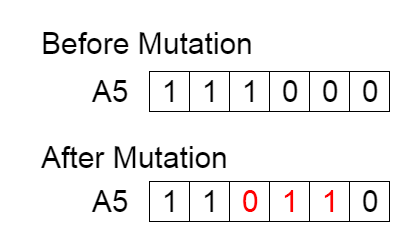 Before Mutation
A5 1 1 1 0 0 0
After Mutation
A5 1 1 0 1 1 0